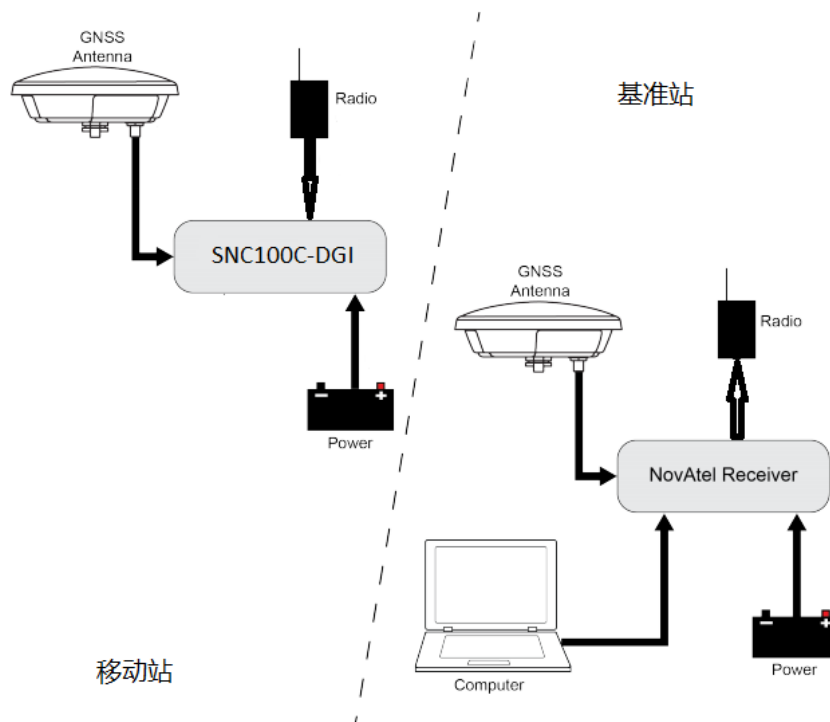 GNSS
Antenna
Radio
基准站
SNC100C-DGI
GNSS
Antenna
Radio
Power
NovAtel Receiver
移动站
Computer
Power